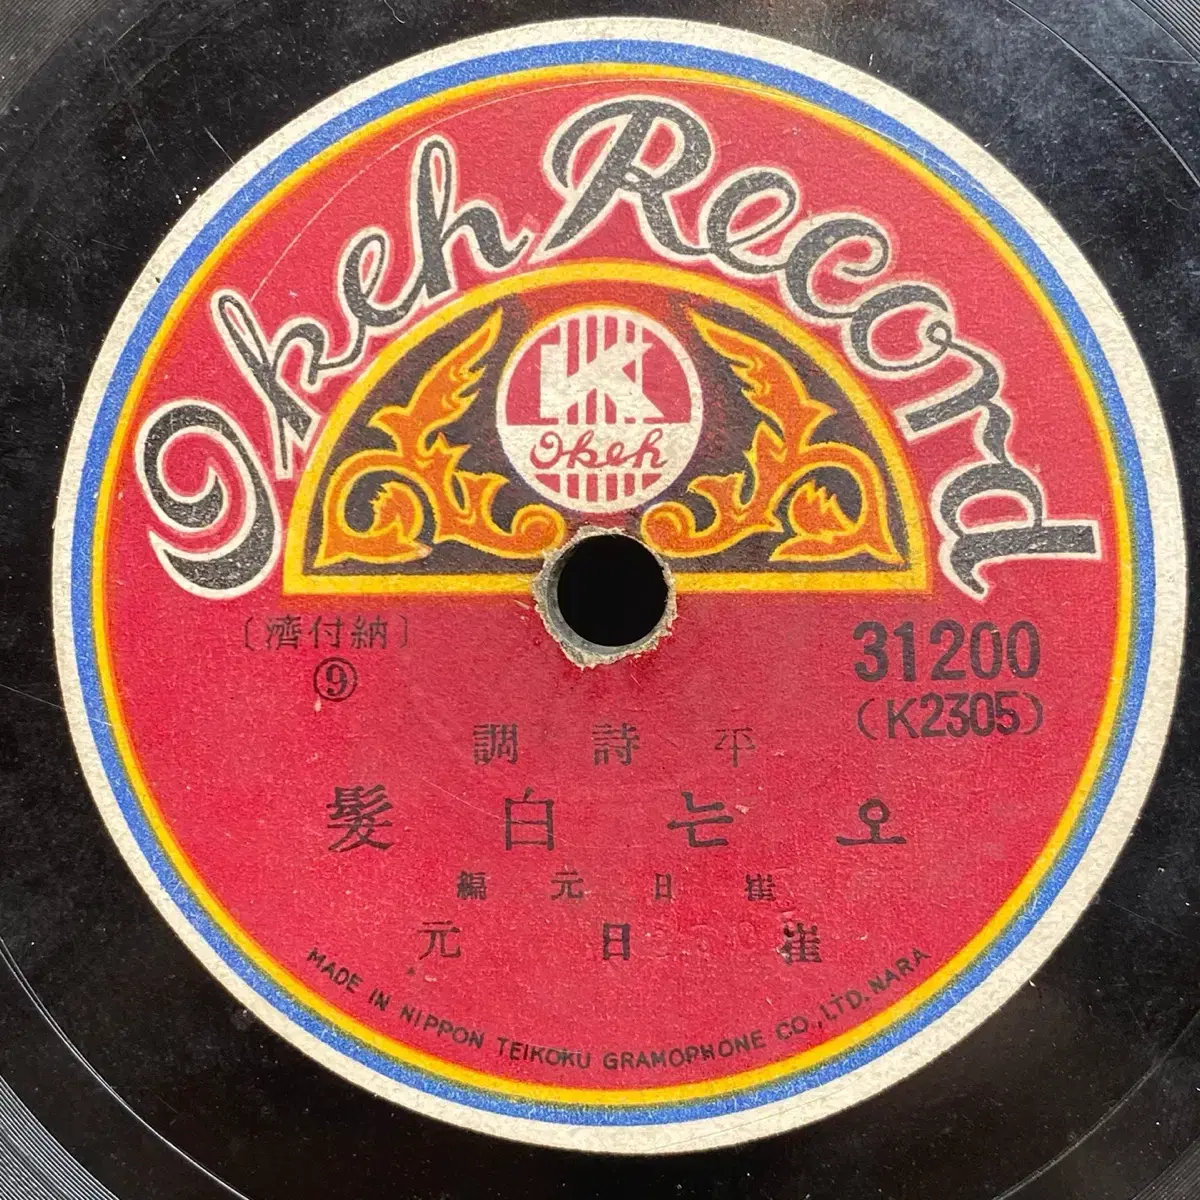 Okeh Record
K
Okeh
〔納付濟〕
⑨
31200
(K2305)
平詩調
오는白髮
崔日元編
崔日元
MADE IN NIPPON TEIKOKU GRAMOPHONE CO., LTD. NARA